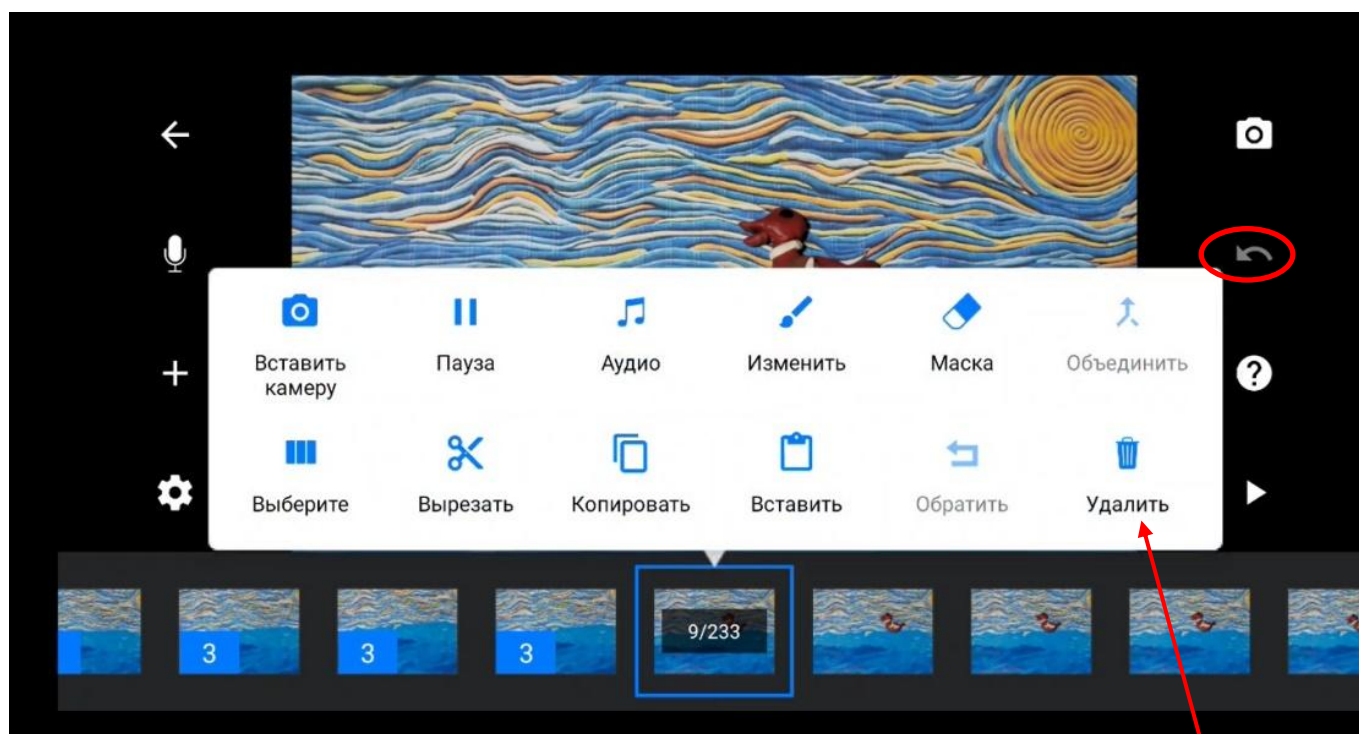 Вставить
камеру
Пауза
Аудио
Изменить
Маска
Объединить
?
Выберите
Вырезать
Копировать
Вставить
Обратить
Удалить
3
3
3
9/233